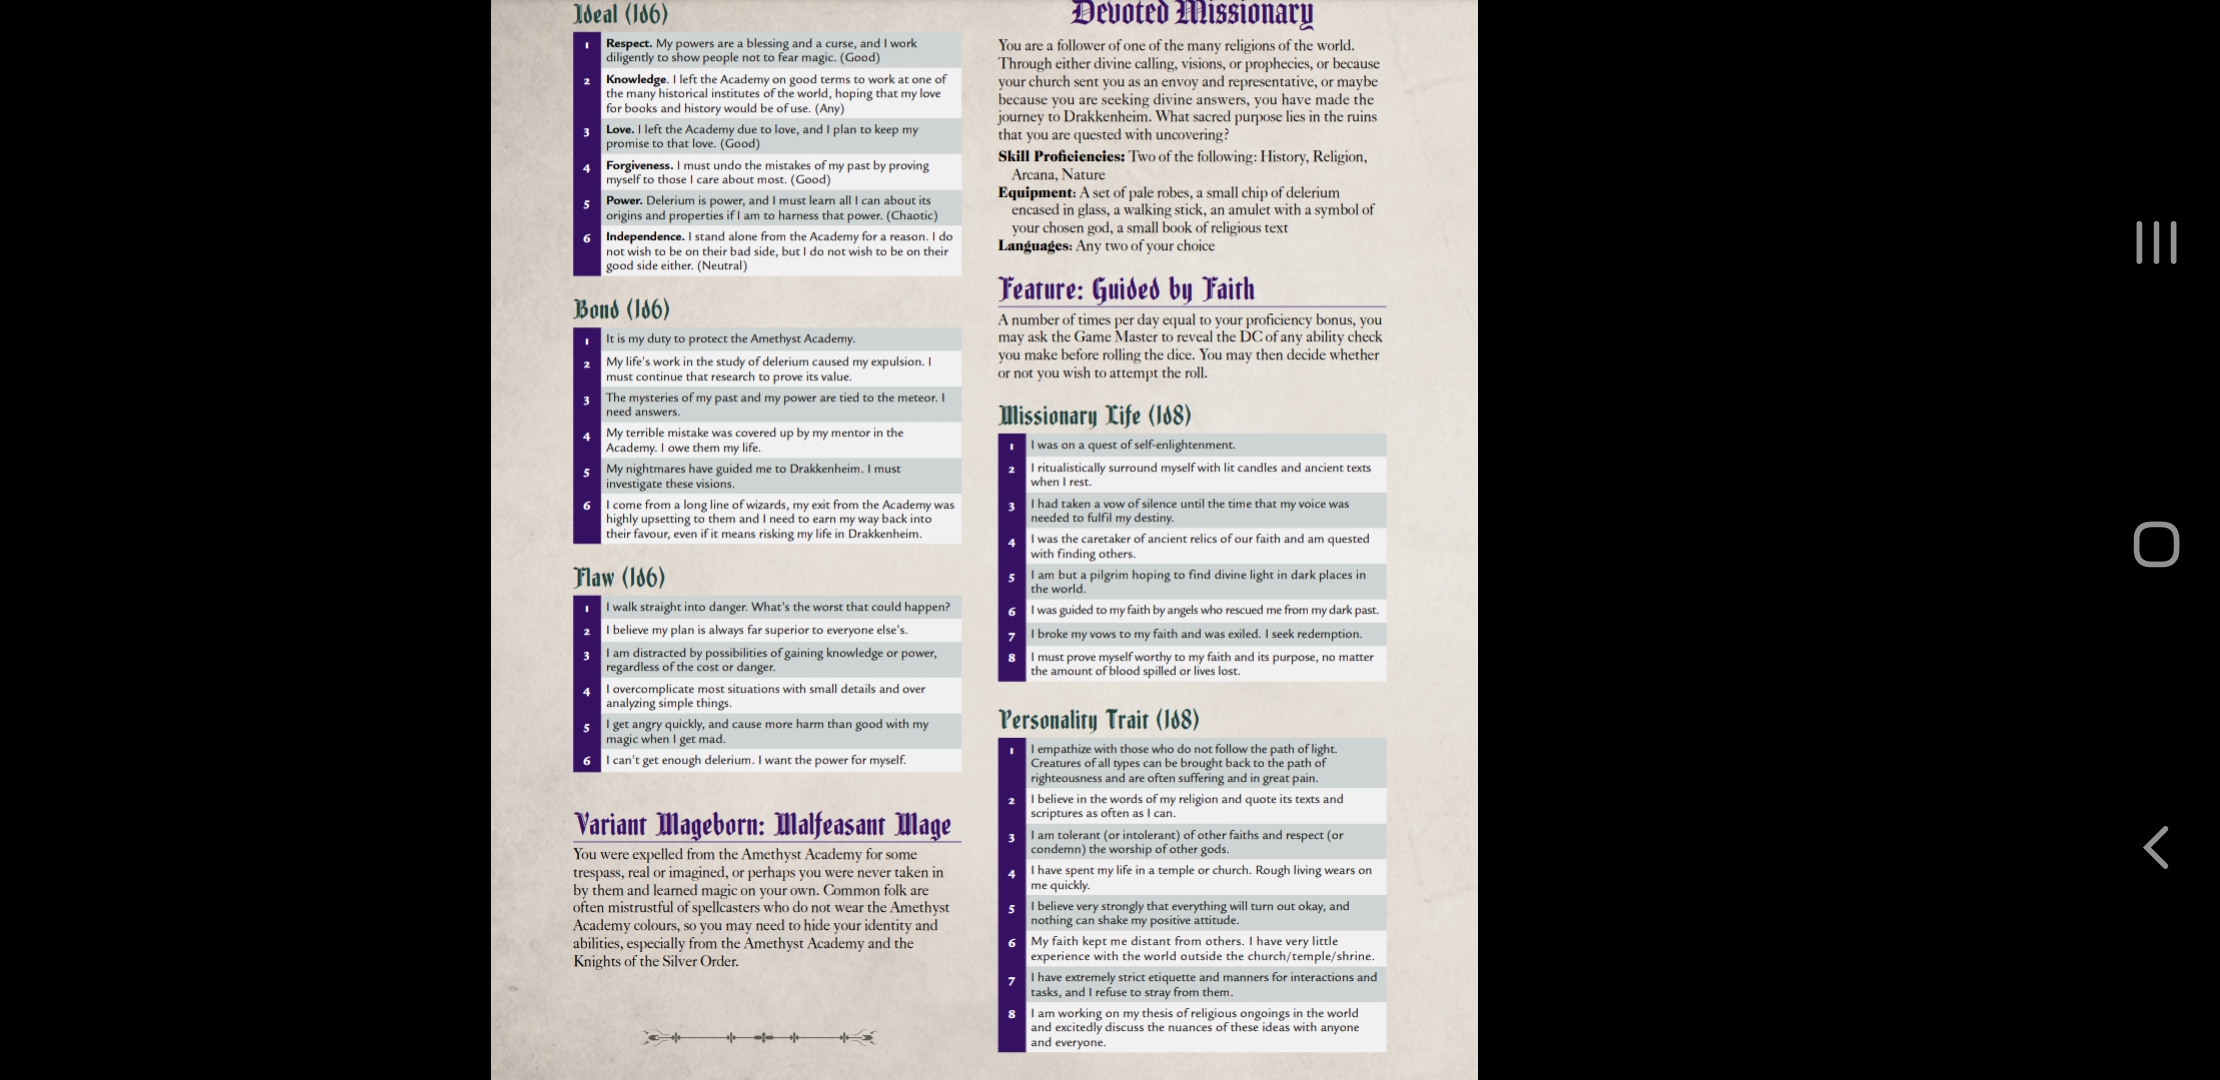 Ideal (1d6)
1 Respect. My powers are a blessing and a curse, and I work
diligently to show people not to fear magic. (Good)
2 Knowledge. I left the Academy on good terms to work at one of
the many historical institutes of the world, hoping that my love
for books and history would be of use. (Any)
3 Love. I left the Academy due to love, and I plan to keep my
promise to that love. (Good)
4 Forgiveness. I must undo the mistakes of my past by proving
myself to those I care about most. (Good)
5 Power. Delerium is power, and I must learn all I can about its
origins and properties if I am to harness that power. (Chaotic)
6 Independence. I stand alone from the Academy for a reason. I do
not wish to be on their bad side, but I do not wish to be on their
good side either. (Neutral)
Bond (1d6)
1 It is my duty to protect the Amethyst Academy.
2 My life's work in the study of delerium caused my expulsion. I
must continue that research to prove its value.
3 The mysteries of my past and my power are tied to the meteor. I
need answers.
4 My terrible mistake was covered up by my mentor in the
Academy. I owe them my life.
5 My nightmares have guided me to Drakkenheim. I must
investigate these visions.
6 I come from a long line of wizards, my exit from the Academy was
highly upsetting to them and I need to earn my way back into
their favour, even if it means risking my life in Drakkenheim.
Flaw (1d6)
1 I walk straight into danger. What's the worst that could happen?
2 I believe my plan is always far superior to everyone else's.
3 I am distracted by possibilities of gaining knowledge or power,
regardless of the cost or danger.
4 I overcomplicate most situations with small details and over
analyzing simple things.
5 I get angry quickly, and cause more harm than good with my
magic when I get mad.
6 I can't get enough delerium. I want the power for myself.
Variant Mageborn: Malfeasant Mage
You were expelled from the Amethyst Academy for some
trespass, real or imagined, or perhaps you were never taken in
by them and learned magic on your own. Common folk are
often mistrustful of spellcasters who do not wear the Amethyst
Academy colours, so you may need to hide your identity and
abilities, especially from the Amethyst Academy and the
Knights of the Silver Order.
Devoted Missionary
You are a follower of one of the many religions of the world.
Through either divine calling, visions, or prophecies, or because
your church sent you as an envoy and representative, or maybe
because you are seeking divine answers, you have made the
journey to Drakkenheim. What sacred purpose lies in the ruins
that you are quested with uncovering?
Skill Proficiencies: Two of the following: History, Religion,
Arcana, Nature
Equipment: A set of pale robes, a small chip of delerium
encased in glass, a walking stick, an amulet with a symbol of
your chosen god, a small book of religious text
Languages: Any two of your choice
Feature: Guided by Faith
A number of times per day equal to your proficiency bonus, you
may ask the Game Master to reveal the DC of any ability check
you make before rolling the dice. You may then decide whether
or not you wish to attempt the roll.
Missionary Life (1d8)
1 I was on a quest of self-enlightenment.
2 I ritualistically surround myself with lit candles and ancient texts
when I rest.
3 I had taken a vow of silence until the time that my voice was
needed to fulfil my destiny.
4 I was the caretaker of ancient relics of our faith and am quested
with finding others.
5 I am but a pilgrim hoping to find divine light in dark places in
the world.
6 I was guided to my faith by angels who rescued me from my dark past.
7 I broke my vows to my faith and was exiled. I seek redemption.
8 I must prove myself worthy to my faith and its purpose, no matter
the amount of blood spilled or lives lost.
Personality Trait (1d8)
1 I empathize with those who do not follow the path of light.
Creatures of all types can be brought back to the path of
righteousness and are often suffering and in great pain.
2 I believe in the words of my religion and quote its texts and
scriptures as often as I can.
3 I am tolerant (or intolerant) of other faiths and respect (or
condemn) the worship of other gods.
4 I have spent my life in a temple or church. Rough living wears on
me quickly.
5 I believe very strongly that everything will turn out okay, and
nothing can shake my positive attitude.
6 My faith kept me distant from others. I have very little
experience with the world outside the church/temple/shrine.
7 I have extremely strict etiquette and manners for interactions and
tasks, and I refuse to stray from them.
8 I am working on my thesis of religious ongoings in the world
and excitedly discuss the nuances of these ideas with anyone
and everyone.